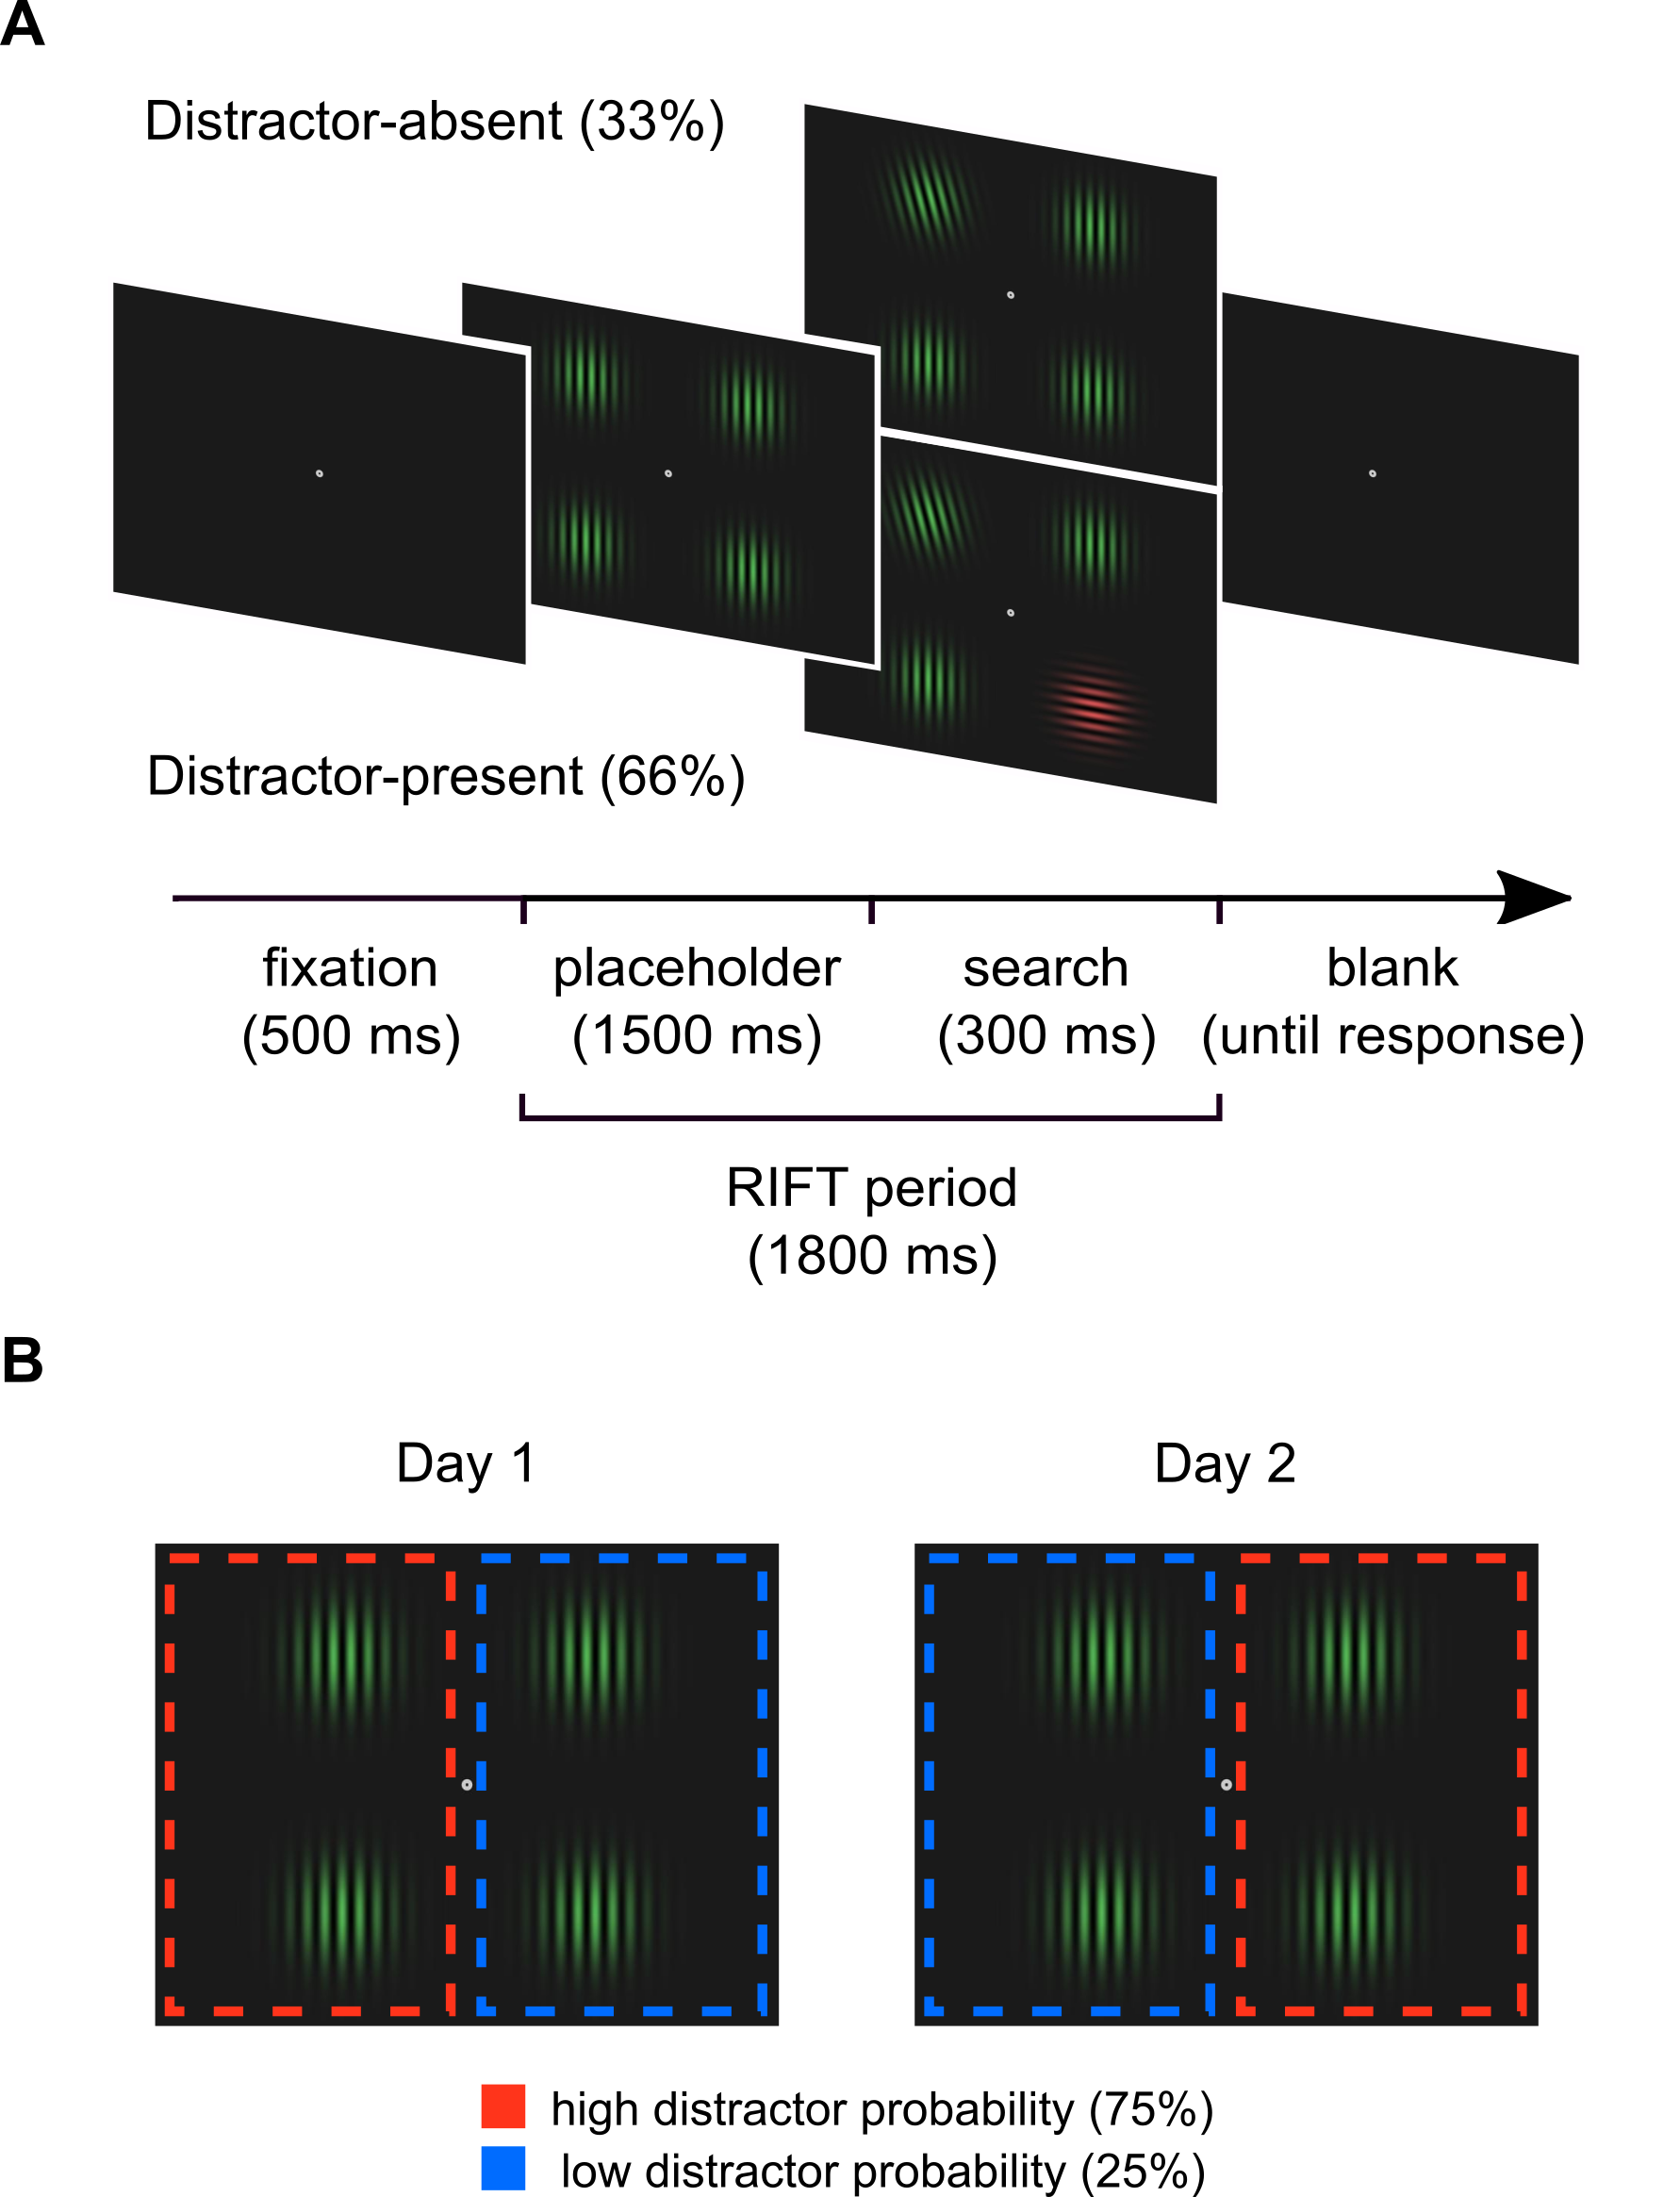 A
Distractor-absent (33%)
Distractor-present (66%)
fixation
(500 ms)
placeholder
(1500 ms)
search
(300 ms)
blank
(until response)
RIFT period
(1800 ms)
B
Day 1
Day 2
high distractor probability (75%)
low distractor probability (25%)